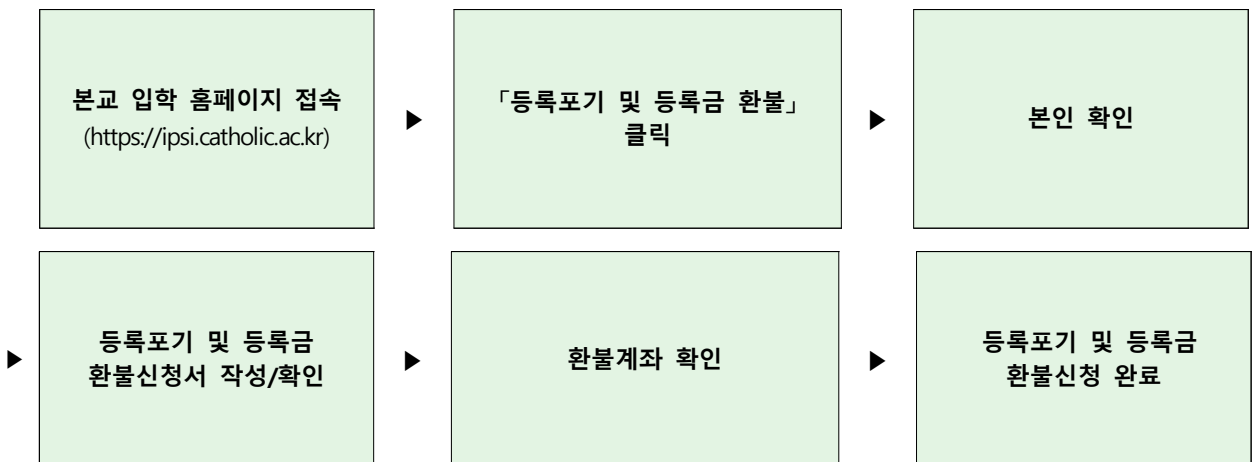 본교 입학 홈페이지 접속
(https://ipsi.catholic.ac.kr)
▶
「등록포기 및 등록금 환불」
클릭
▶
본인 확인
▶
등록포기 및 등록금
환불신청서 작성/확인
▶
환불계좌 확인
▶
등록포기 및 등록금
환불신청 완료